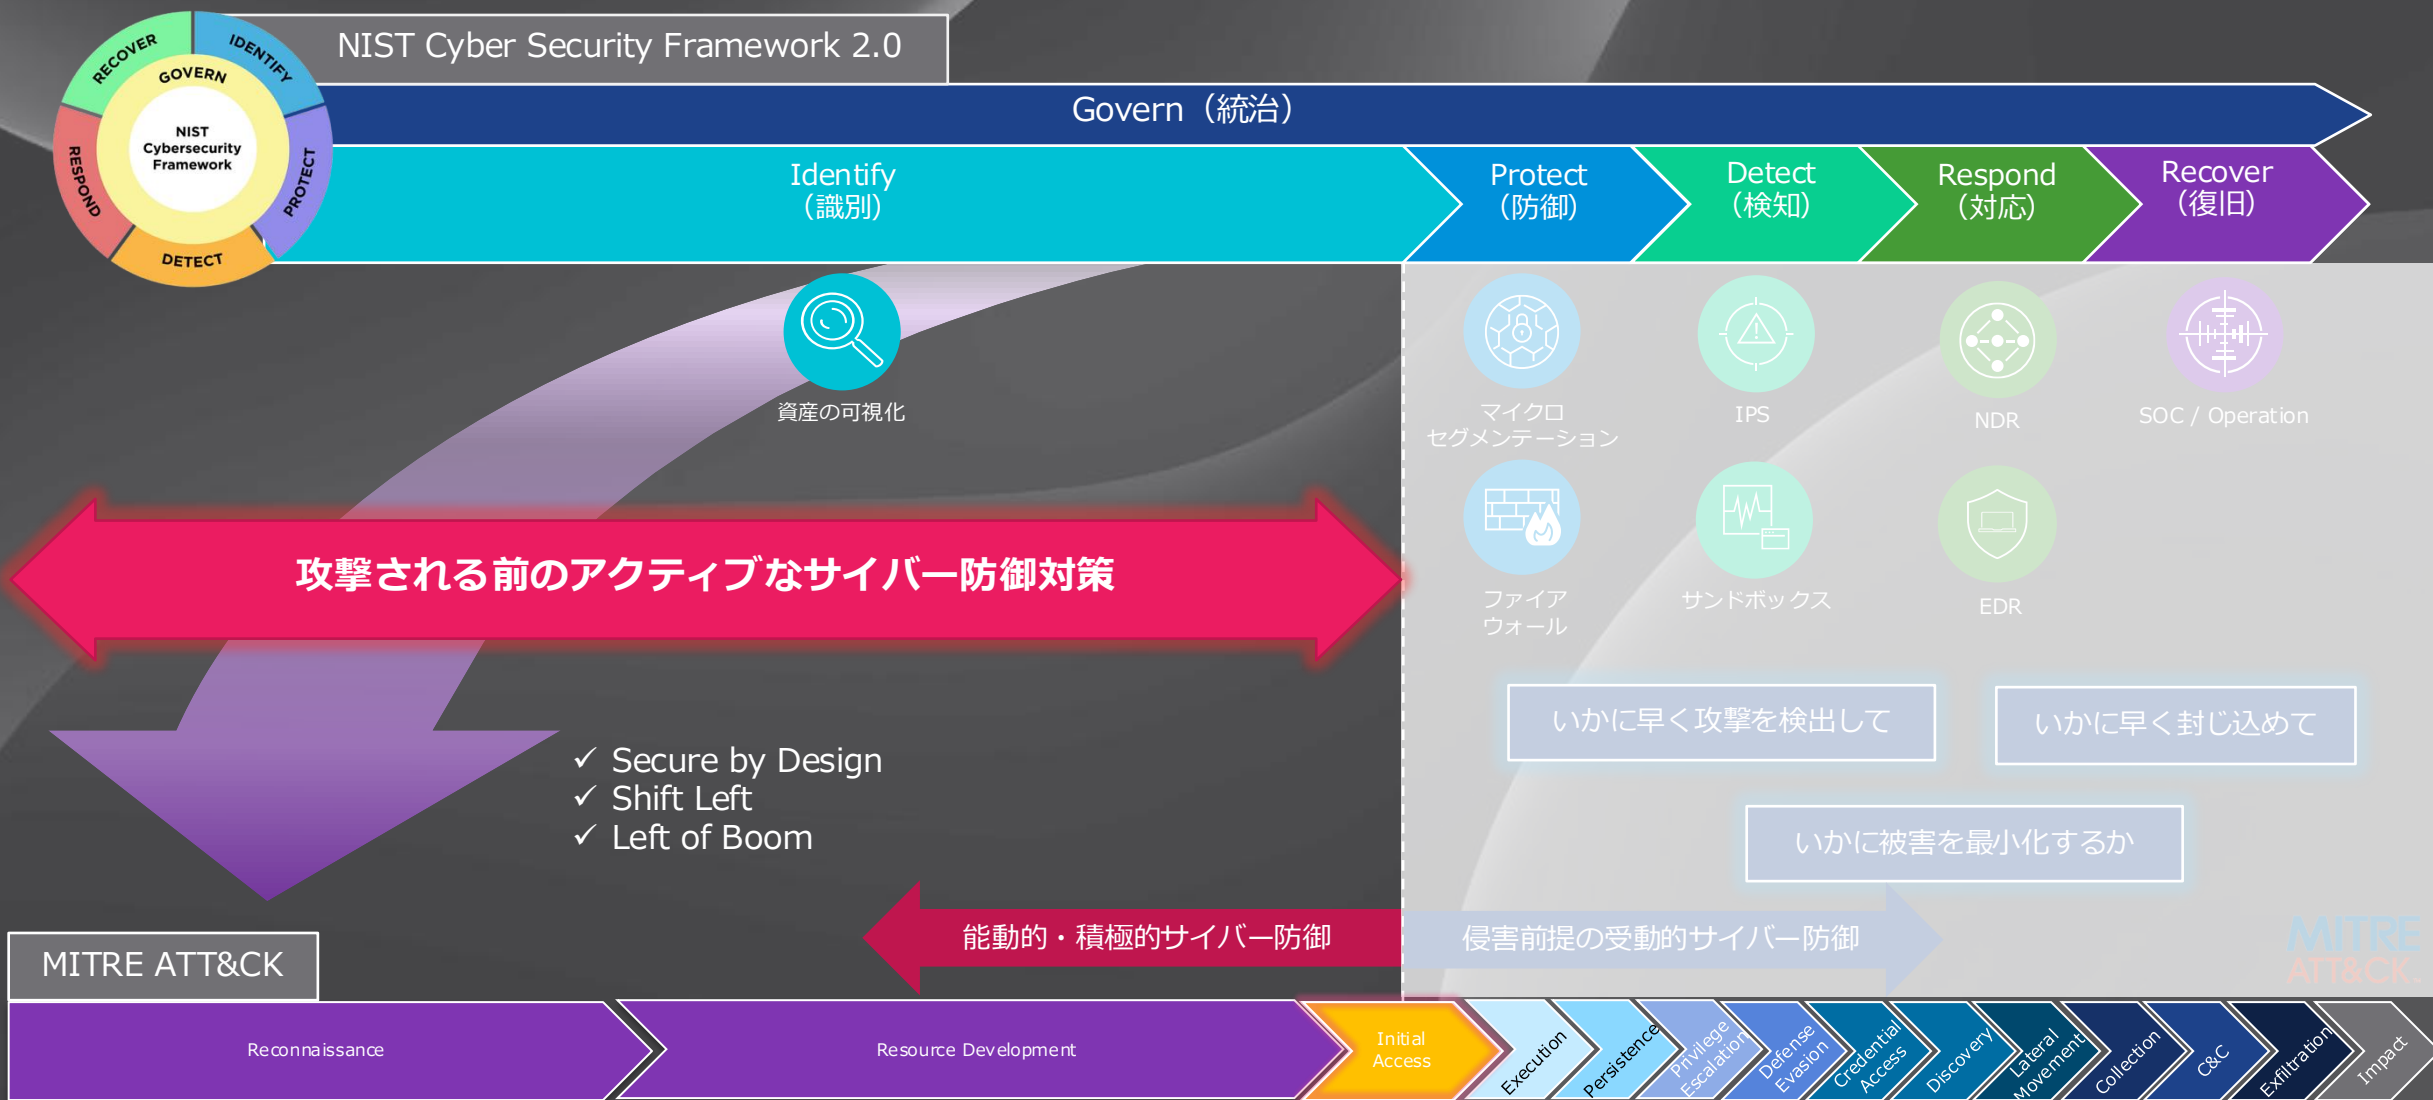 NIST Cyber Security Framework 2.0
RECOVER
IDENTIFY
GOVERN
NIST
Cybersecurity
Framework
RESPOND
PROTECT
DETECT
Govern（統治）
Identify
（識別）
Protect
（防御）
Detect
（検知）
Respond
（対応）
Recover
（復旧）
資産の可視化
マイクロ
セグメンテーション
IPS
NDR
SOC / Operation
ファイア
ウォール
サンドボックス
EDR
攻撃される前のアクティブなサイバー防御対策
いかに早く攻撃を検出して
いかに早く封じ込めて
いかに被害を最小化するか
✓ Secure by Design
✓ Shift Left
✓ Left of Boom
能動的・積極的サイバー防御
侵害前提の受動的サイバー防御
MITRE
ATT&CK
MITRE ATT&CK
Reconnaissance
Resource Development
Initial
Access
Execution
Persistence
Privilege
Escalation
Defense
Evasion
Credential
Access
Discovery
Lateral
Movement
Collection
C&C
Exfiltration
Impact